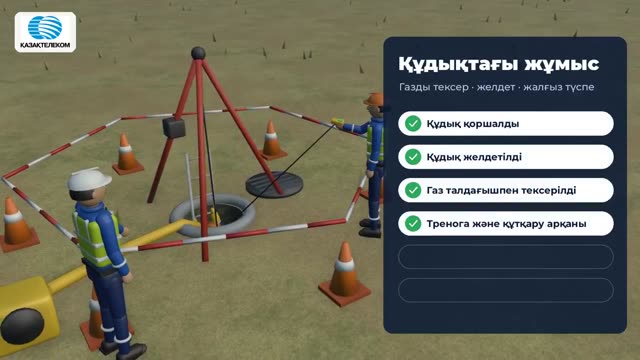 ҚАЗАҚТЕЛЕКОМ
Құдықтағы жұмыс
Газды тексер · желдет · жалғыз түспе
Құдық қоршалды
Құдық желдетілді
Газ талдағышпен тексерілді
Тренога және құтқару арқаны